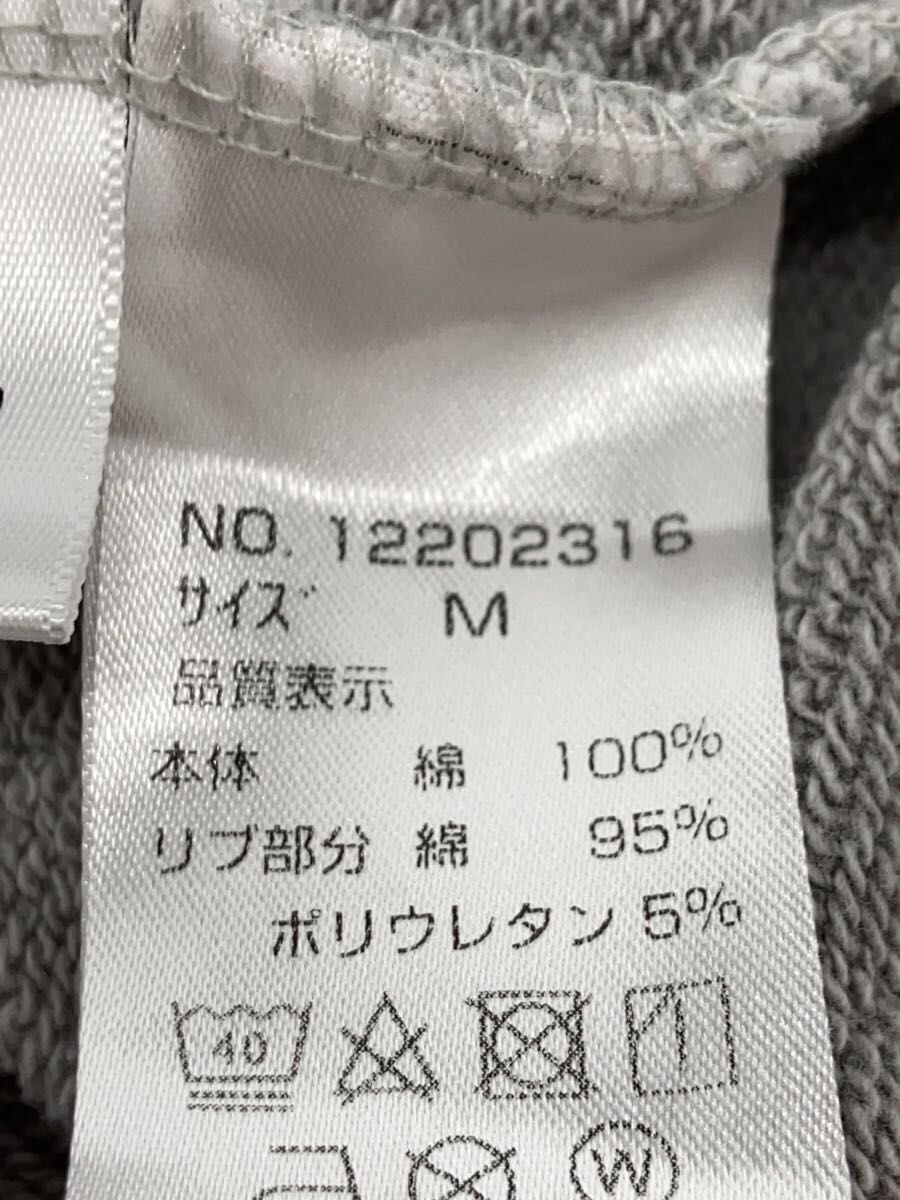 NO. 12202316
サイズ M
品質表示
本体 綿 100%
リブ部分 綿 95%
ポリウレタン 5%
40
W